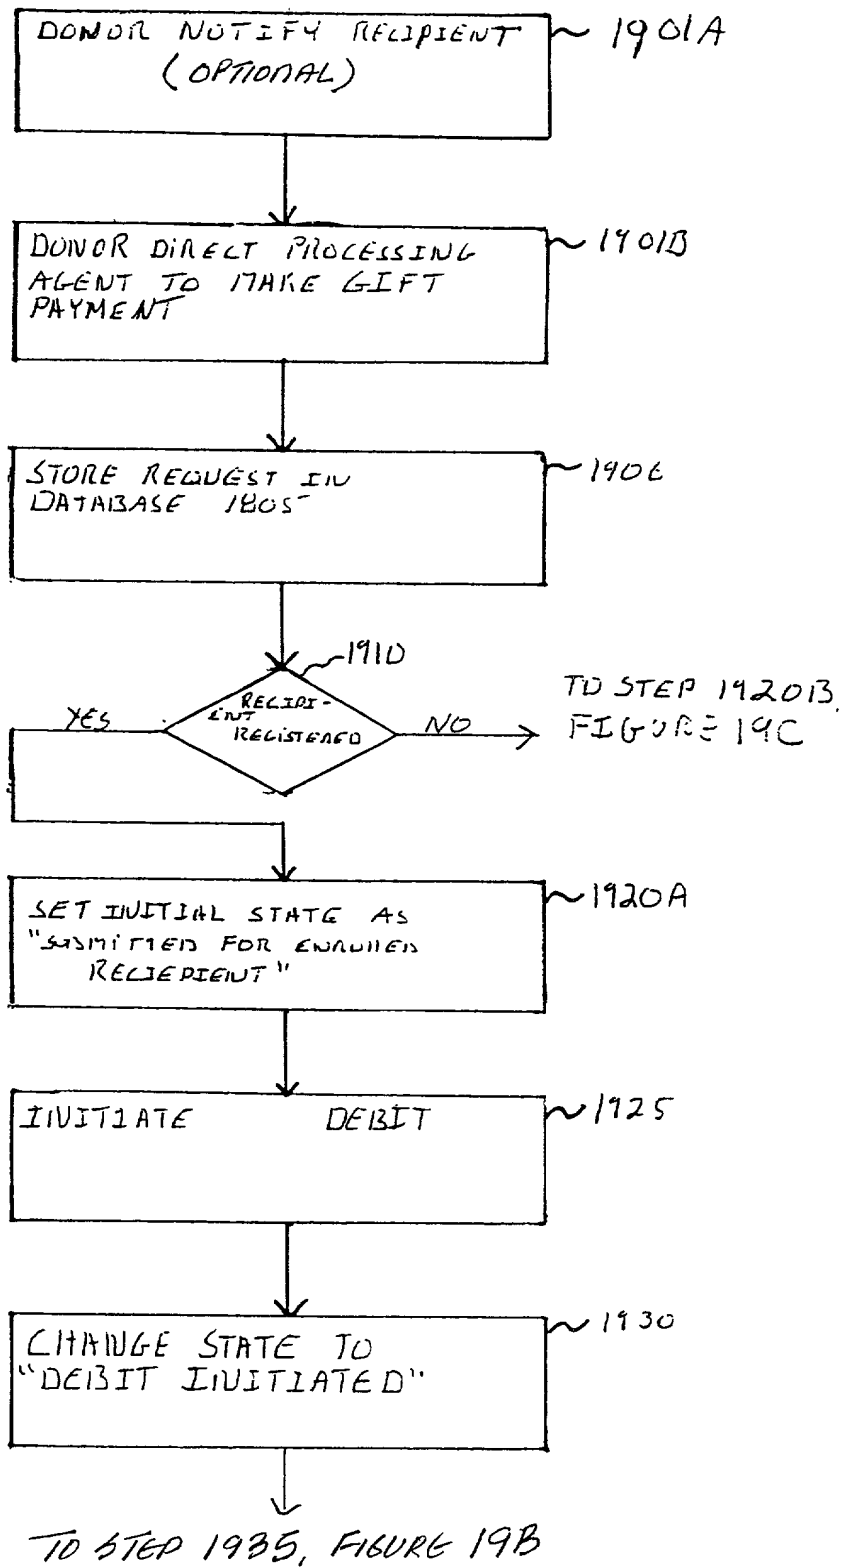 DONOR NOTIFY RECIPIENT
(OPTIONAL)
1901A
DONOR DIRECT PROCESSING
AGENT TO MAKE GIFT
PAYMENT
1901B
STORE REQUEST IN
DATABASE 1805
1906
1910
RECIPI-
ENT
REGISTERED
YES
NO
TO STEP 1920B,
FIGURE 19C
SET INITIAL STATE AS
"SUBMITTED FOR ENROLLED
RECIEPIENT"
1920A
INITIATE DEBIT
1925
CHANGE STATE TO
"DEBIT INITIATED"
1930
TO STEP 1935, FIGURE 19B